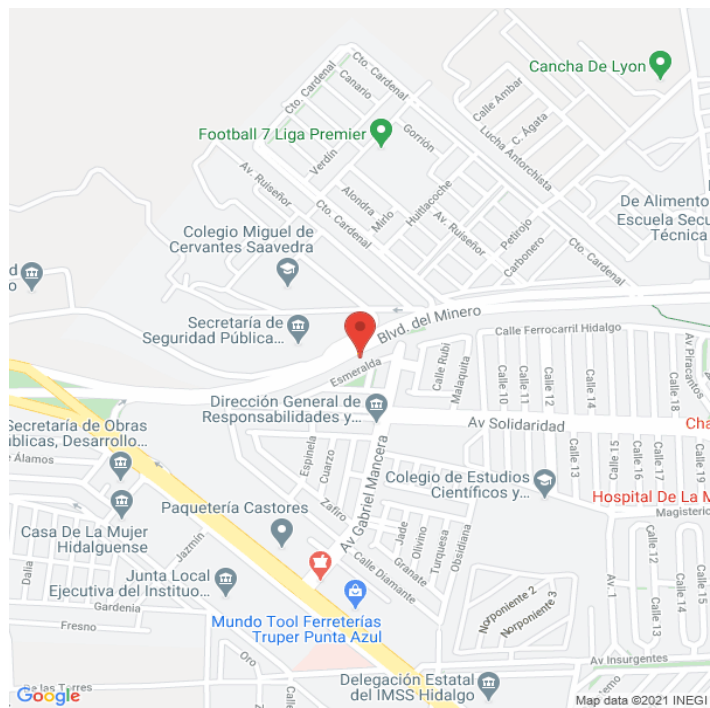 Cancha De Lyon
Cto. Cardenal
Canario
Cto. Cardenal
Calle Ambar
C. Ágata
Lucha Antorchista
Football 7 Liga Premier
Gorrión
Verdín
Av. Ruiseñor
Alondra
Mirlo
Huitlacoche
Av. Ruiseñor
Petirojo
Carbonero
Cto. Cardenal
Cto. Cardenal
De Alimento
Escuela Secu
Técnica
Colegio Miguel de
Cervantes Saavedra
Secretaría de
Seguridad Pública...
Blvd. del Minero
Calle Ferrocarril Hidalgo
Esmeralda
Calle Rubí
Malaquita
Calle 10
Calle 11
Calle 12
Calle 14
Calle 18
Av Piracantos
Dirección General de
Responsabilidades y...
Av Solidaridad
Cha
Calle 13
Calle 15
Calle 16
Calle 17
Calle 19
Secretaría de Obras
úblicas, Desarrollo...
e Álamos
Espinela
Cuarzo
Av Gabriel Mancera
Colegio de Estudios
Científicos y...
Hospital De La M
Magisterio
Paquetería Castores
Zafiro
Casa De La Mujer
Hidalguense
Jazmín
Dalia
Jade
Olivino
Granate
Turquesa
Obsidiana
Calle Diamante
Calle 12
Calle 13
Calle 14
Calle 15
Av. 1
Junta Local
Ejecutiva del Instituo...
Gardenia
Fresno
Mundo Tool Ferreterías
Truper Punta Azul
Norponiente 2
Norponiente 3
Oro
Calle
Av Insurgentes
Delegación Estatal
del IMSS Hidalgo
De las Torres
Google
Map data ©2021 INEGI